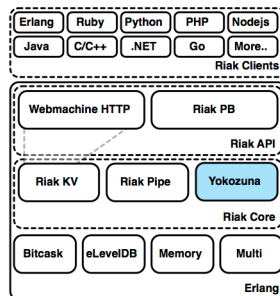 Erlang Ruby Python PHP Nodejs
Java C/C++ .NET Go More..
Riak Clients
Webmachine HTTP Riak PB
Riak API
Riak KV Riak Pipe Yokozuna
Riak Core
Bitcask eLevelDB Memory Multi
Erlang